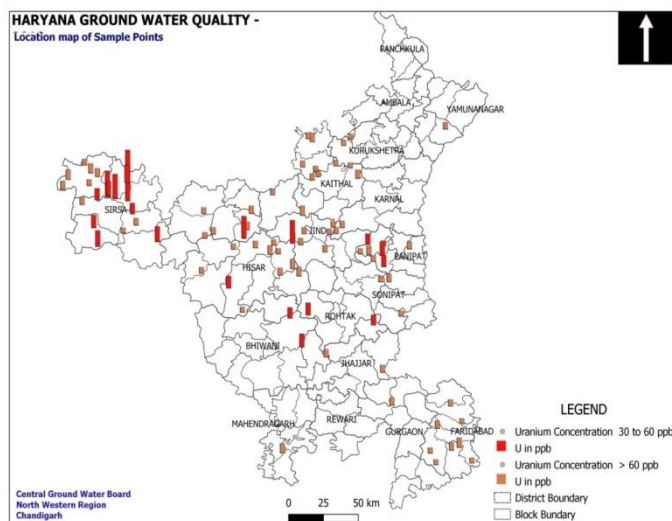 HARYANA GROUND WATER QUALITY -
Location map of Sample Points
PANCHKULA
AMBALA
YAMUNANAGAR
KURUKSHETRA
KAITHAL
KARNAL
SIRSA
JIND
PANIPAT
HISAR
SONIPAT
ROHTAK
BHIWANI
JHAJJAR
MAHENDRAGARH
REWARI
GURGAON
FARIDABAD
LEGEND
Uranium Concentration 30 to 60 ppb
U in ppb
Uranium Concentration > 60 ppb
U in ppb
District Boundary
Block Bundary
Central Ground Water Board
North Western Region
Chandigarh
0 25 50 km